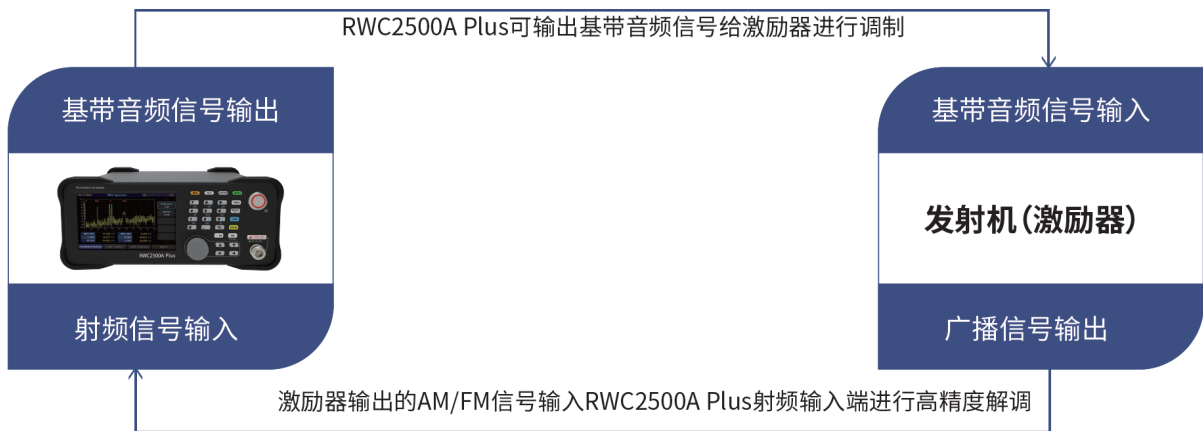 RWC2500A Plus可输出基带音频信号给激励器进行调制
基带音频信号输出
基带音频信号输入
RWC2500A Plus
发射机（激励器）
射频信号输入
广播信号输出
激励器输出的AM/FM信号输入RWC2500A Plus射频输入端进行高精度解调